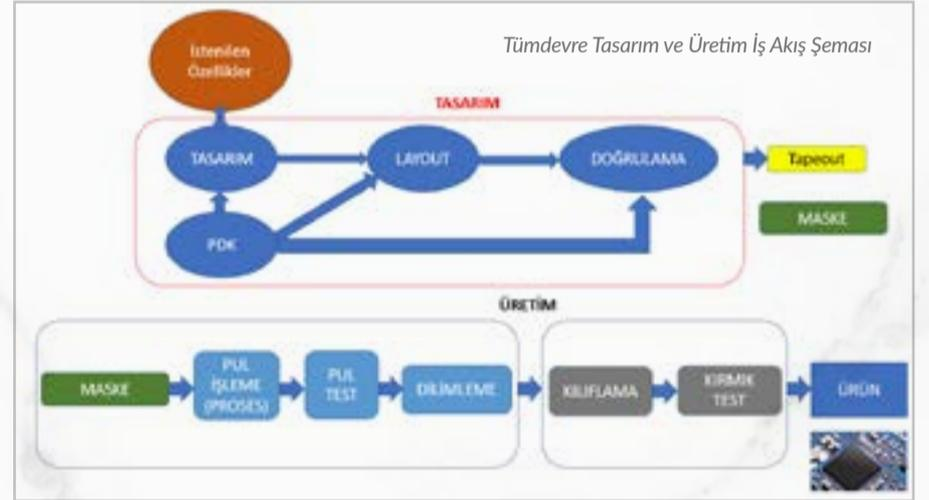 Tümdevre Tasarım ve Üretim İş Akış Şeması
İstenilen
Özellikler
TASARIM
TASARIM
LAYOUT
DOĞRULAMA
Tapeout
PDK
MASKE
ÜRETİM
MASKE
PUL
İŞLEME
(PROSES)
PUL
TEST
DİLİMLEME
KILIFLAMA
KIRMIK
TEST
ÜRÜN